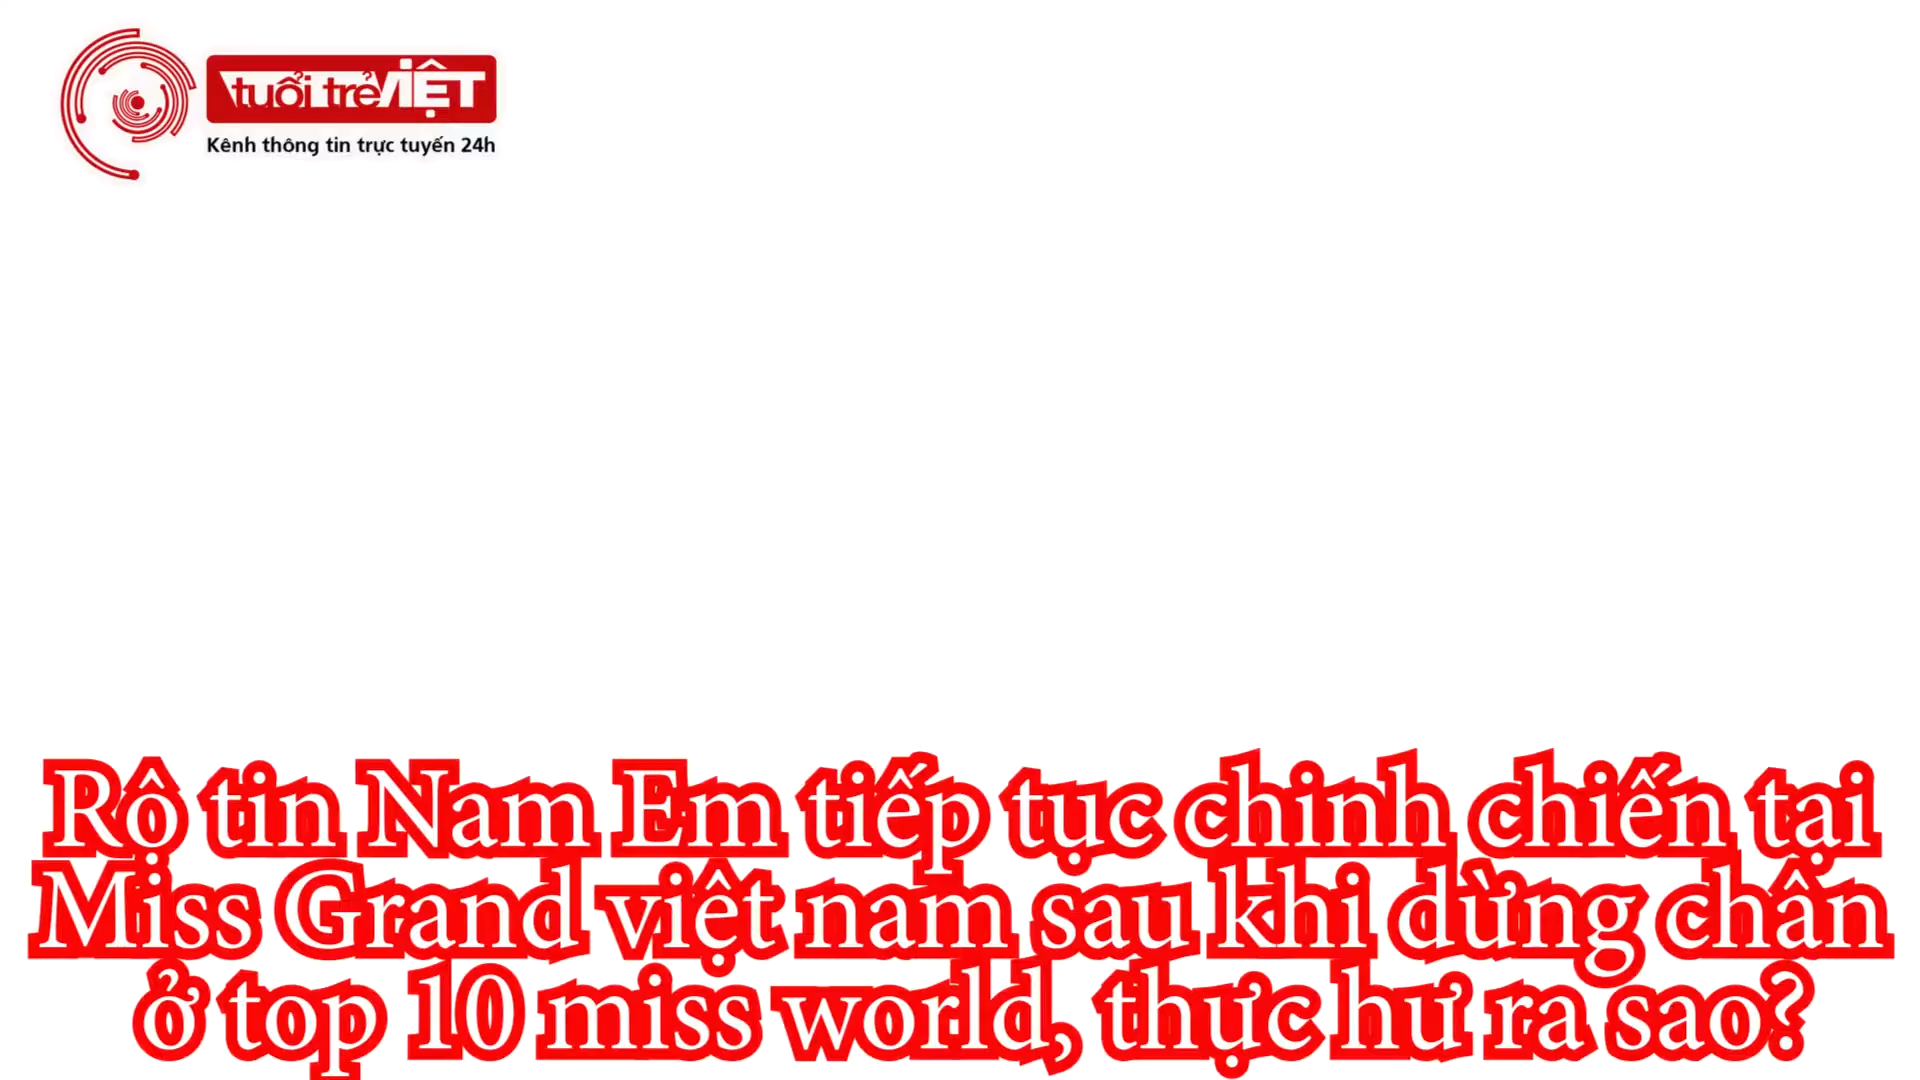 tuổi trẻ VIỆT
Kênh thông tin trực tuyến 24h
Rộ tin Nam Em tiếp tục chinh chiến tại
Miss Grand việt nam sau khi dừng chân
ở top 10 miss world, thực hư ra sao?